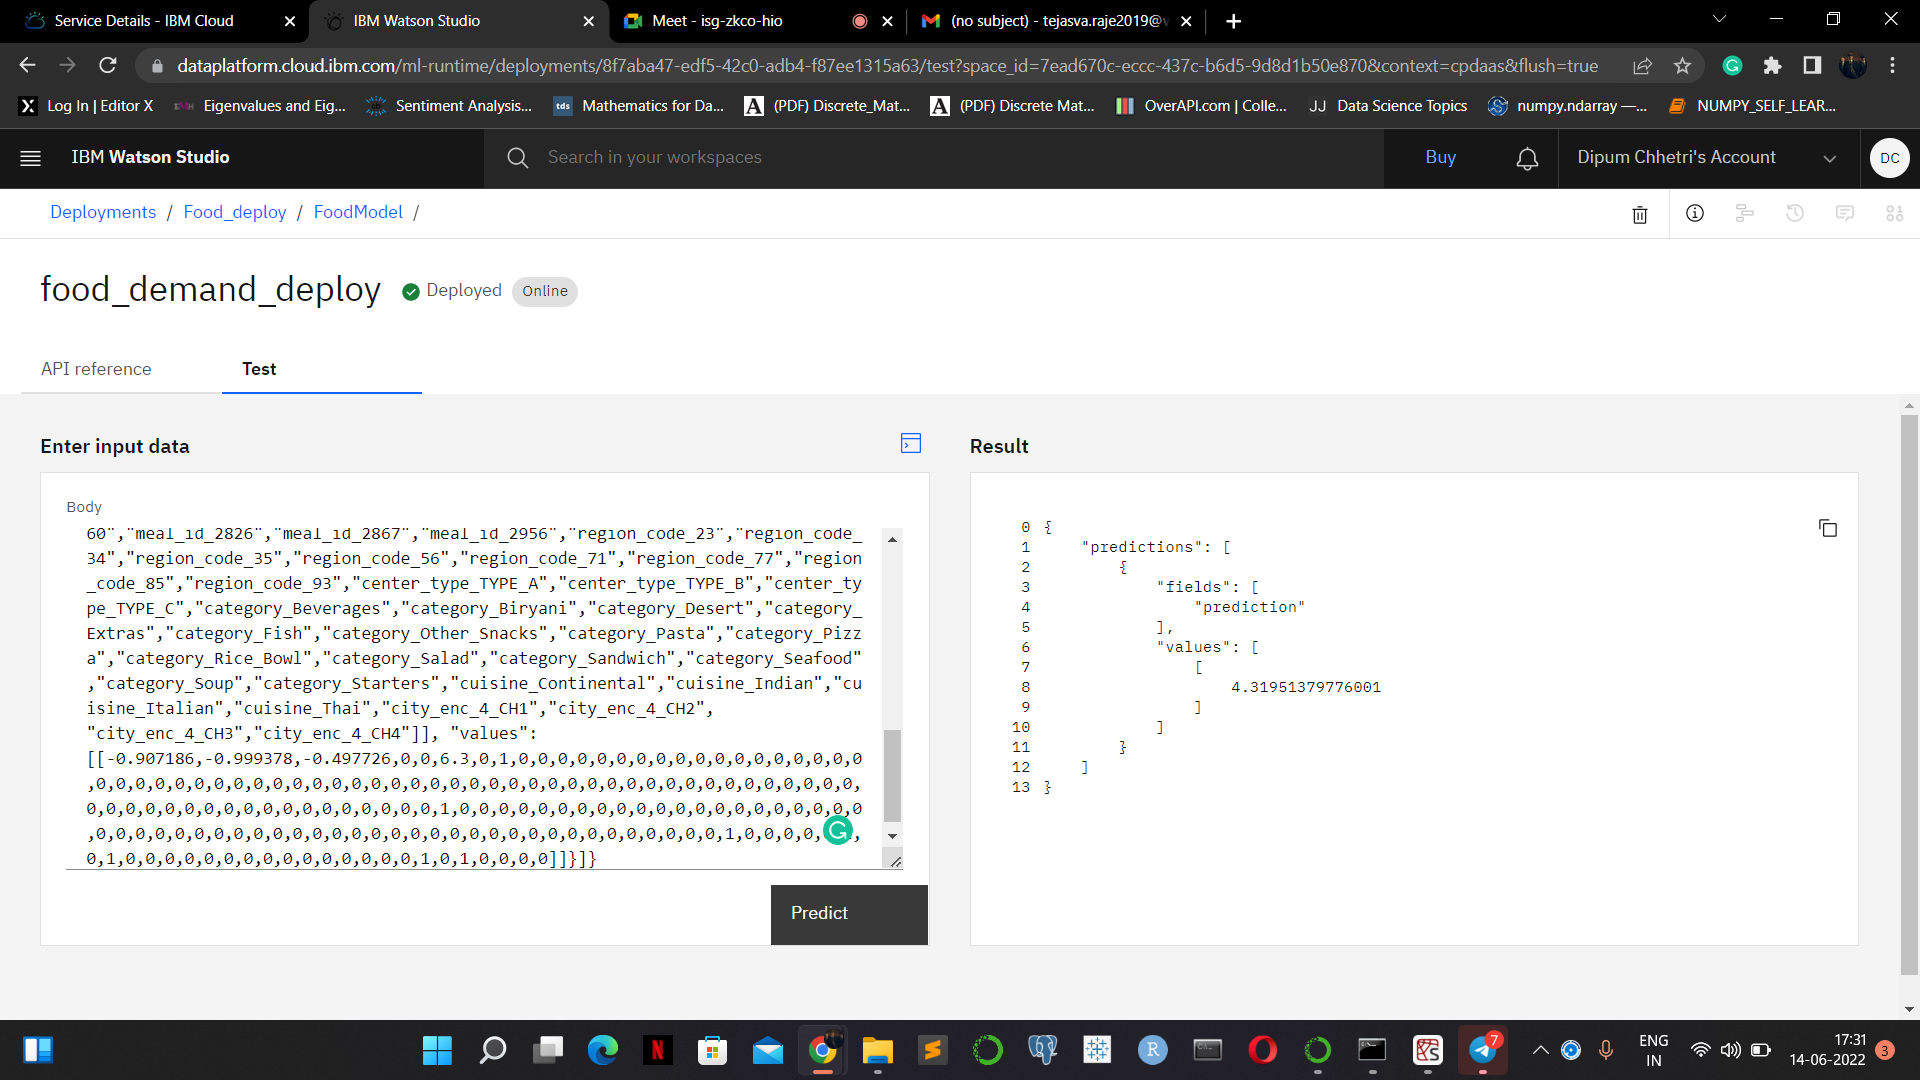 Service Details - IBM Cloud
IBM Watson Studio
Meet - isg-zkco-hio
(no subject) - tejasva.raje2019@v
dataplatform.cloud.ibm.com/ml-runtime/deployments/8f7aba47-edf5-42c0-adb4-f87ee1315a63/test?space_id=7ead670c-eccc-437c-b6d5-9d8d1b50e870&context=cpdaas&flush=true
Log In | Editor X
Eigenvalues and Eig...
Sentiment Analysis...
tds Mathematics for Da...
(PDF) Discrete_Mat...
(PDF) Discrete Mat...
OverAPI.com | Colle...
JJ Data Science Topics
numpy.ndarray —...
NUMPY_SELF_LEAR...
IBM Watson Studio
Search in your workspaces
Buy
Dipum Chhetri's Account
DC
Deployments / Food_deploy / FoodModel /
food_demand_deploy
Deployed
Online
API reference
Test
Enter input data
Result
Body
60","meal_id_2826","meal_id_2867","meal_id_2956","region_code_23","region_code_
34","region_code_35","region_code_56","region_code_71","region_code_77","region
_code_85","region_code_93","center_type_TYPE_A","center_type_TYPE_B","center_ty
pe_TYPE_C","category_Beverages","category_Biryani","category_Desert","category_
Extras","category_Fish","category_Other_Snacks","category_Pasta","category_Pizz
a","category_Rice_Bowl","category_Salad","category_Sandwich","category_Seafood"
,"category_Soup","category_Starters","cuisine_Continental","cuisine_Indian","cu
isine_Italian","cuisine_Thai","city_enc_4_CH1","city_enc_4_CH2",
"city_enc_4_CH3","city_enc_4_CH4"]], "values":
[[-0.907186,-0.999378,-0.497726,0,0,6.3,0,1,0,0,0,0,0,0,0,0,0,0,0,0,0,0,0,0,0,0
,0,0,0,0,0,0,0,0,0,0,0,0,0,0,0,0,0,0,0,0,0,0,0,0,0,0,0,0,0,0,0,0,0,0,0,0,0,0,0,
0,0,0,0,0,0,0,0,0,0,0,0,0,0,0,0,0,0,1,0,0,0,0,0,0,0,0,0,0,0,0,0,0,0,0,0,0,0,0,0
,0,0,0,0,0,0,0,0,0,0,0,0,0,0,0,0,0,0,0,0,0,0,0,0,0,0,0,0,0,0,0,0,1,0,0,0,0,
0,1,0,0,0,0,0,0,0,0,0,0,0,0,0,0,0,1,0,1,0,0,0,0]]}]}
Predict
0 {
1 "predictions": [
2 {
3 "fields": [
4 "prediction"
5 ],
6 "values": [
7 [
8 4.31951379776001
9 ]
10 ]
11 }
12 ]
13 }
7
ENG
IN
17:31
14-06-2022
3